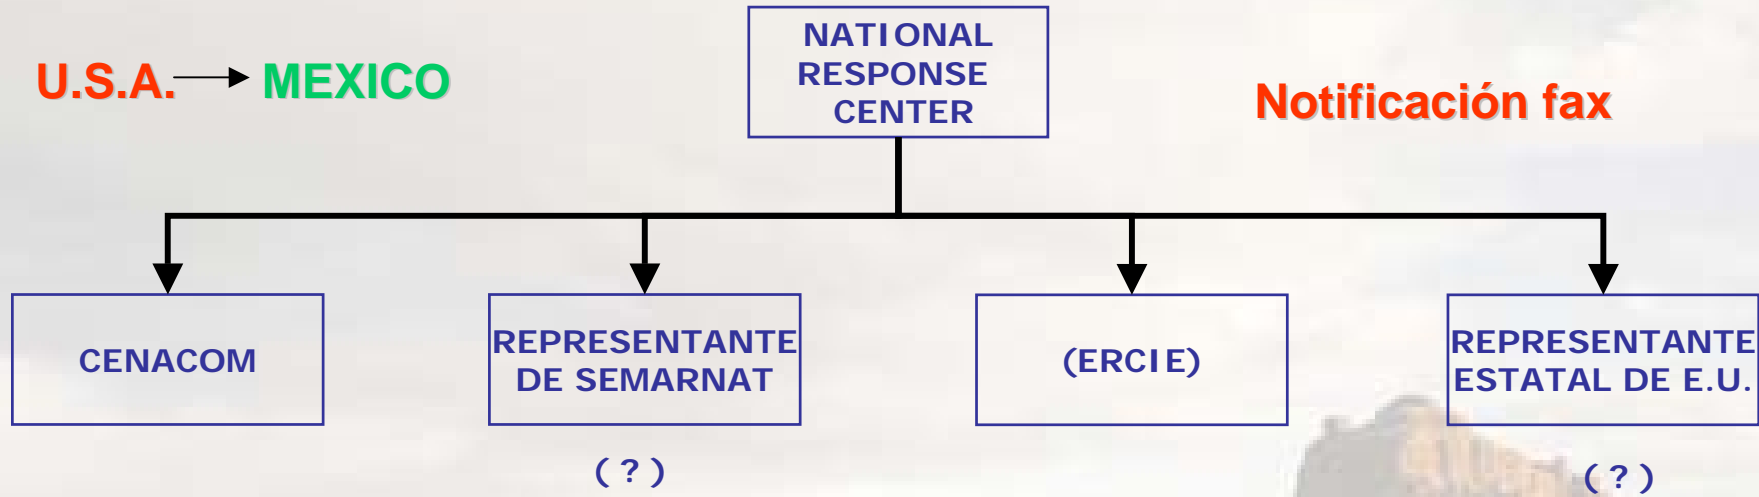 NATIONAL
RESPONSE
CENTER
U.S.A.
MEXICO
Notificación fax
CENACOM
REPRESENTANTE
DE SEMARNAT
(ERCIE)
REPRESENTANTE
ESTATAL DE E.U.
( ? )
( ? )